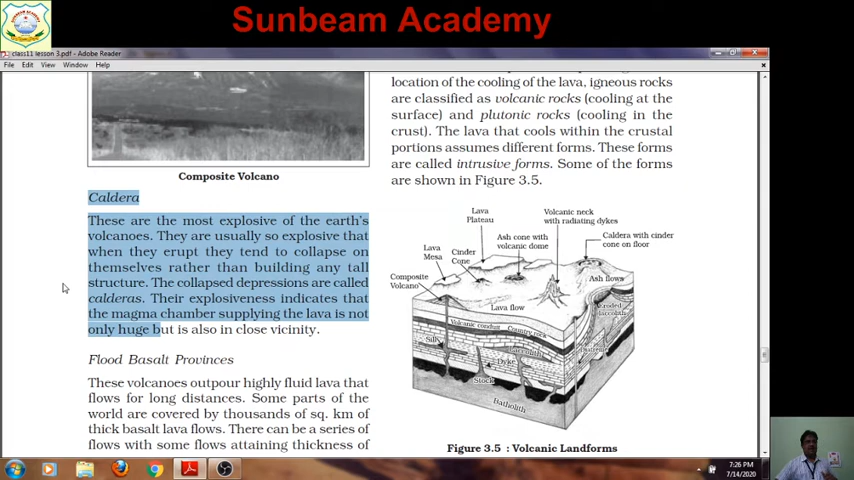 Sunbeam Academy
class11 lesson 3.pdf - Adobe Reader
File Edit View Window Help
Composite Volcano
Caldera
These are the most explosive of the earth's
volcanoes. They are usually so explosive that
when they erupt they tend to collapse on
themselves rather than building any tall
structure. The collapsed depressions are called
calderas. Their explosiveness indicates that
the magma chamber supplying the lava is not
only huge but is also in close vicinity.
Flood Basalt Provinces
These volcanoes outpour highly fluid lava that
flows for long distances. Some parts of the
world are covered by thousands of sq. km of
thick basalt lava flows. There can be a series of
flows with some flows attaining thickness of
location of the cooling of the lava, igneous rocks
are classified as volcanic rocks (cooling at the
surface) and plutonic rocks (cooling in the
crust). The lava that cools within the crustal
portions assumes different forms. These forms
are called intrusive forms. Some of the forms
are shown in Figure 3.5.
Lava
Plateau
Volcanic neck
with radiating dykes
Ash cone with
volcanic dome
Caldera with cinder
cone on floor
Lava
Mesa
Cinder
Cone
Composite
Volcano
Ash flows
Lava flow
Eroded
laccolith
Volcanic conduit
Country rock
Sills
Laccolith
Dyke
Stock
Batholith
Figure 3.5 : Volcanic Landforms
7:26 PM
7/14/2020